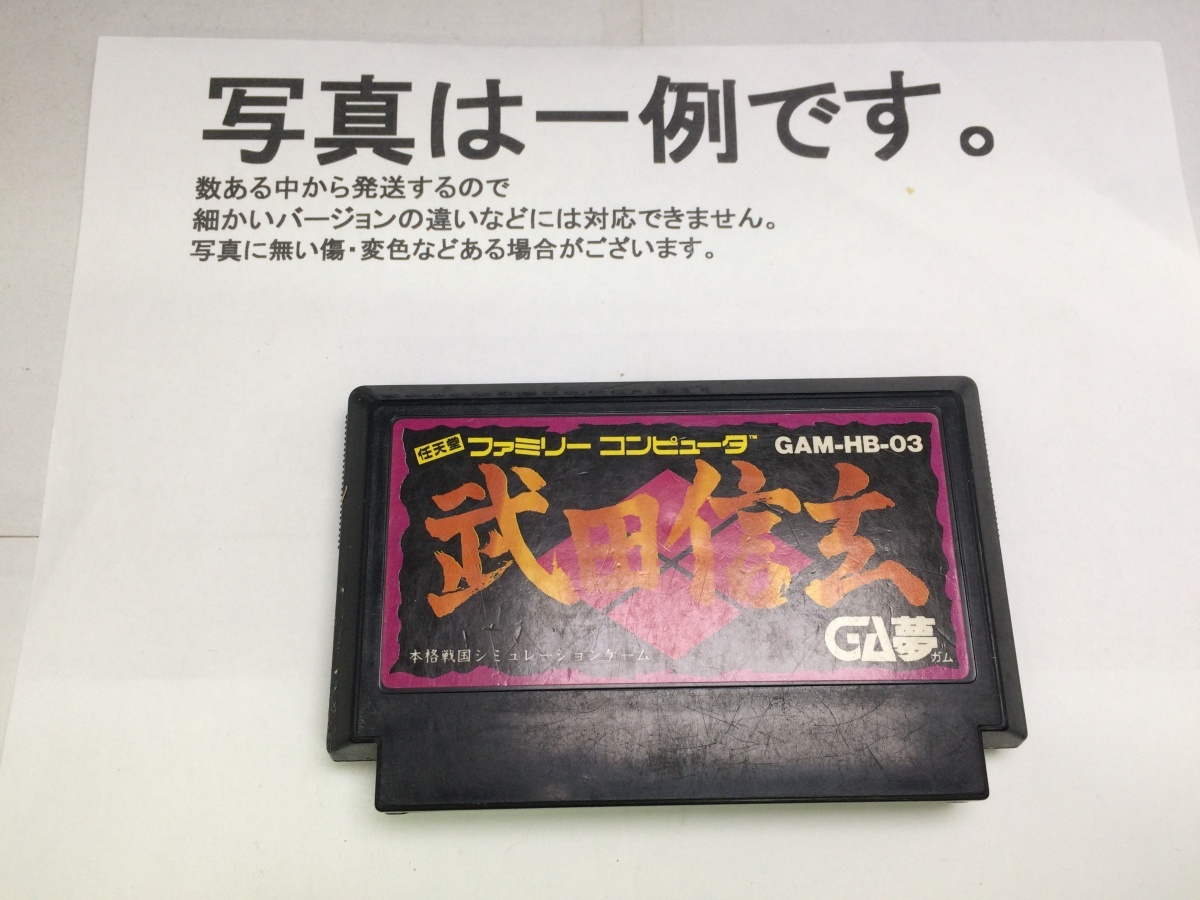 写真は一例です。
数ある中から発送するので
細かいバージョンの違いなどには対応できません。
写真に無い傷・変色などある場合がございます。
任天堂 ファミリー コンピュータ™ GAM-HB-03
武田信玄
GA夢
ガム
本格戦国シミュレーションゲーム